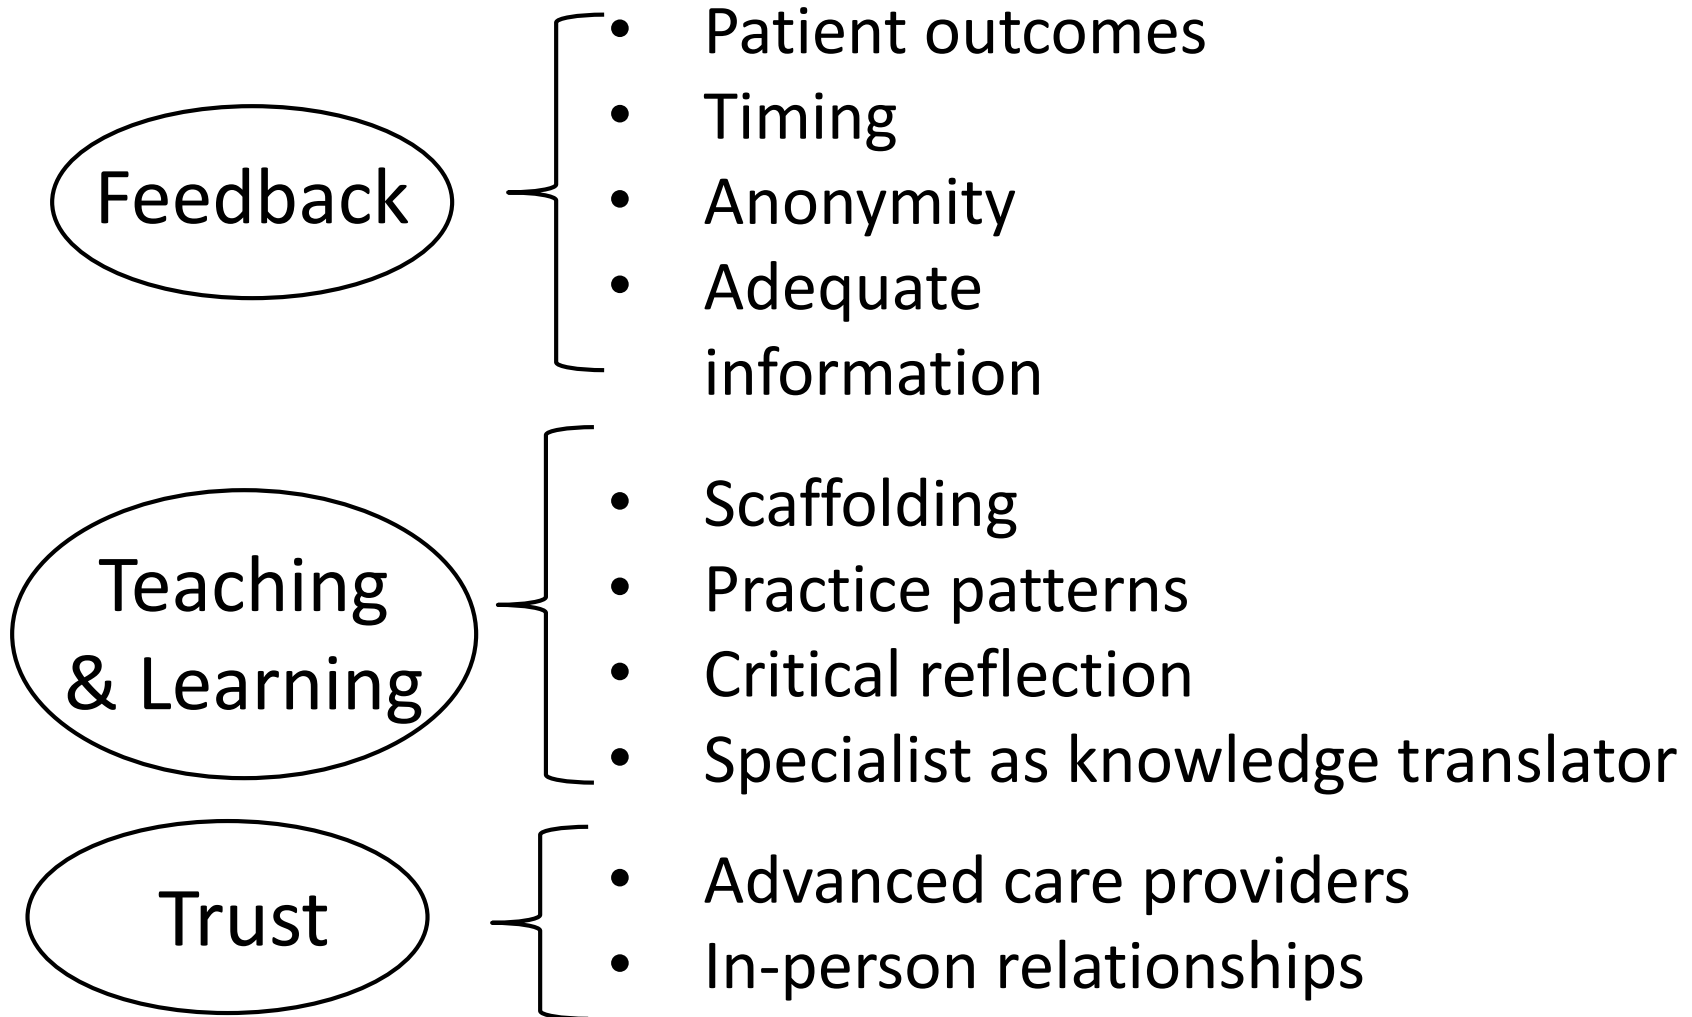 Feedback
• Patient outcomes
• Timing
• Anonymity
• Adequate
information
Teaching
& Learning
• Scaffolding
• Practice patterns
• Critical reflection
• Specialist as knowledge translator
Trust
• Advanced care providers
• In-person relationships